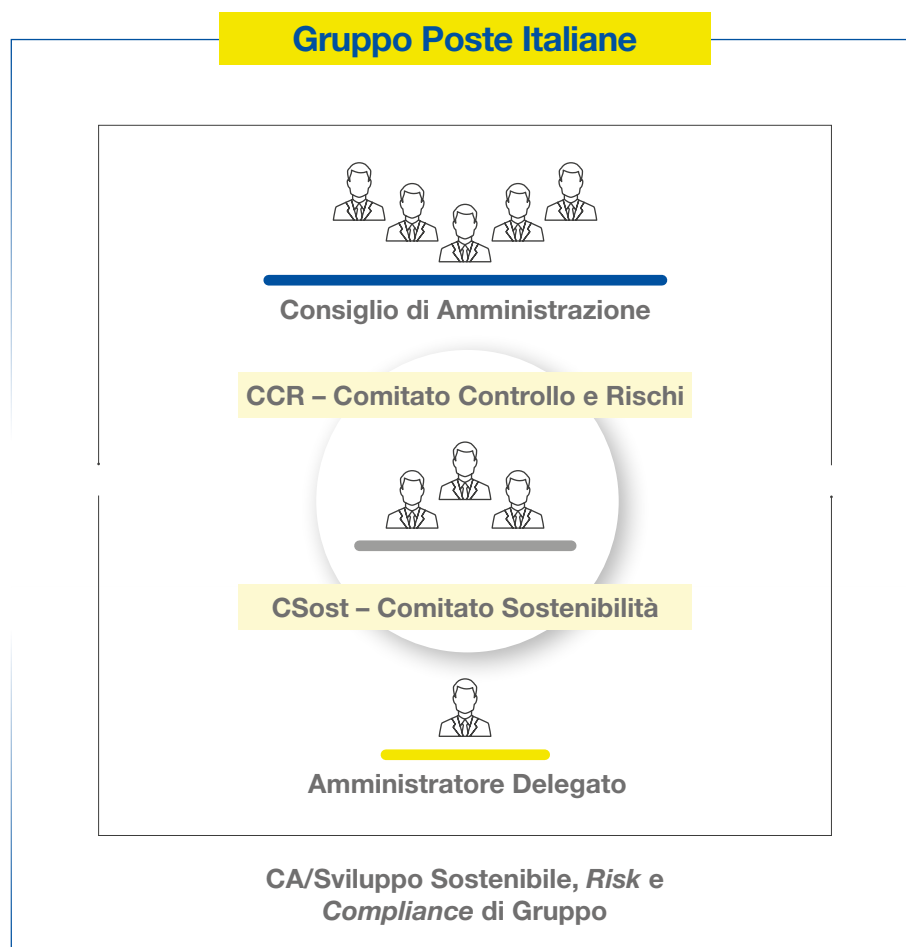 Gruppo Poste Italiane
Consiglio di Amministrazione
CCR – Comitato Controllo e Rischi
CSost – Comitato Sostenibilità
Amministratore Delegato
CA/Sviluppo Sostenibile, Risk e
Compliance di Gruppo